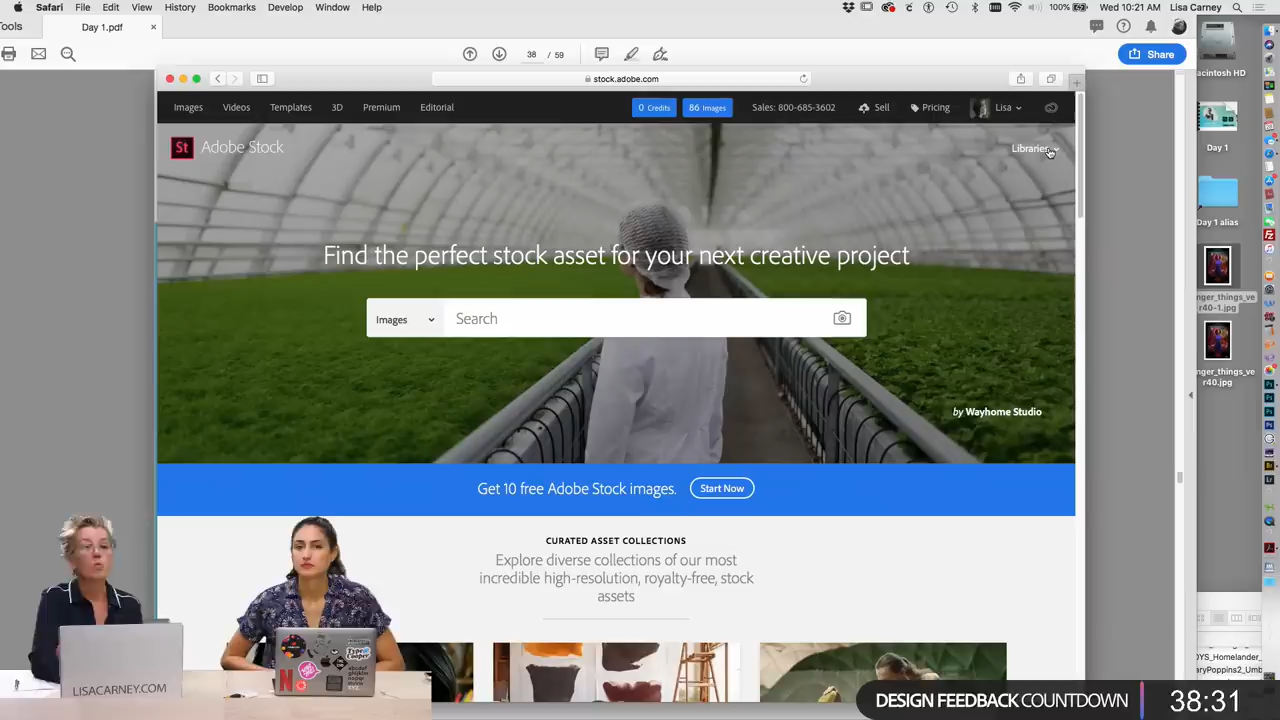 Safari File Edit View History Bookmarks Develop Window Help
100% Wed 10:21 AM Lisa Carney
Tools Day 1.pdf ×
38 / 59
Share
stock.adobe.com
Images Videos Templates 3D Premium Editorial 0 Credits 86 Images Sales: 800-685-3602 Sell Pricing Lisa
St Adobe Stock
Libraries
Find the perfect stock asset for your next creative project
Images Search
by Wayhome Studio
Get 10 free Adobe Stock images. Start Now
CURATED ASSET COLLECTIONS
Explore diverse collections of our most
incredible high-resolution, royalty-free, stock
assets
Macintosh HD
Day 1
Day 1 alias
nger_things_ve
r40-1.jpg
nger_things_ve
r40.jpg
OYS_Homelander_
aryPoppins2_Umb
LISACARNEY.COM
DESIGN FEEDBACK COUNTDOWN 38:31